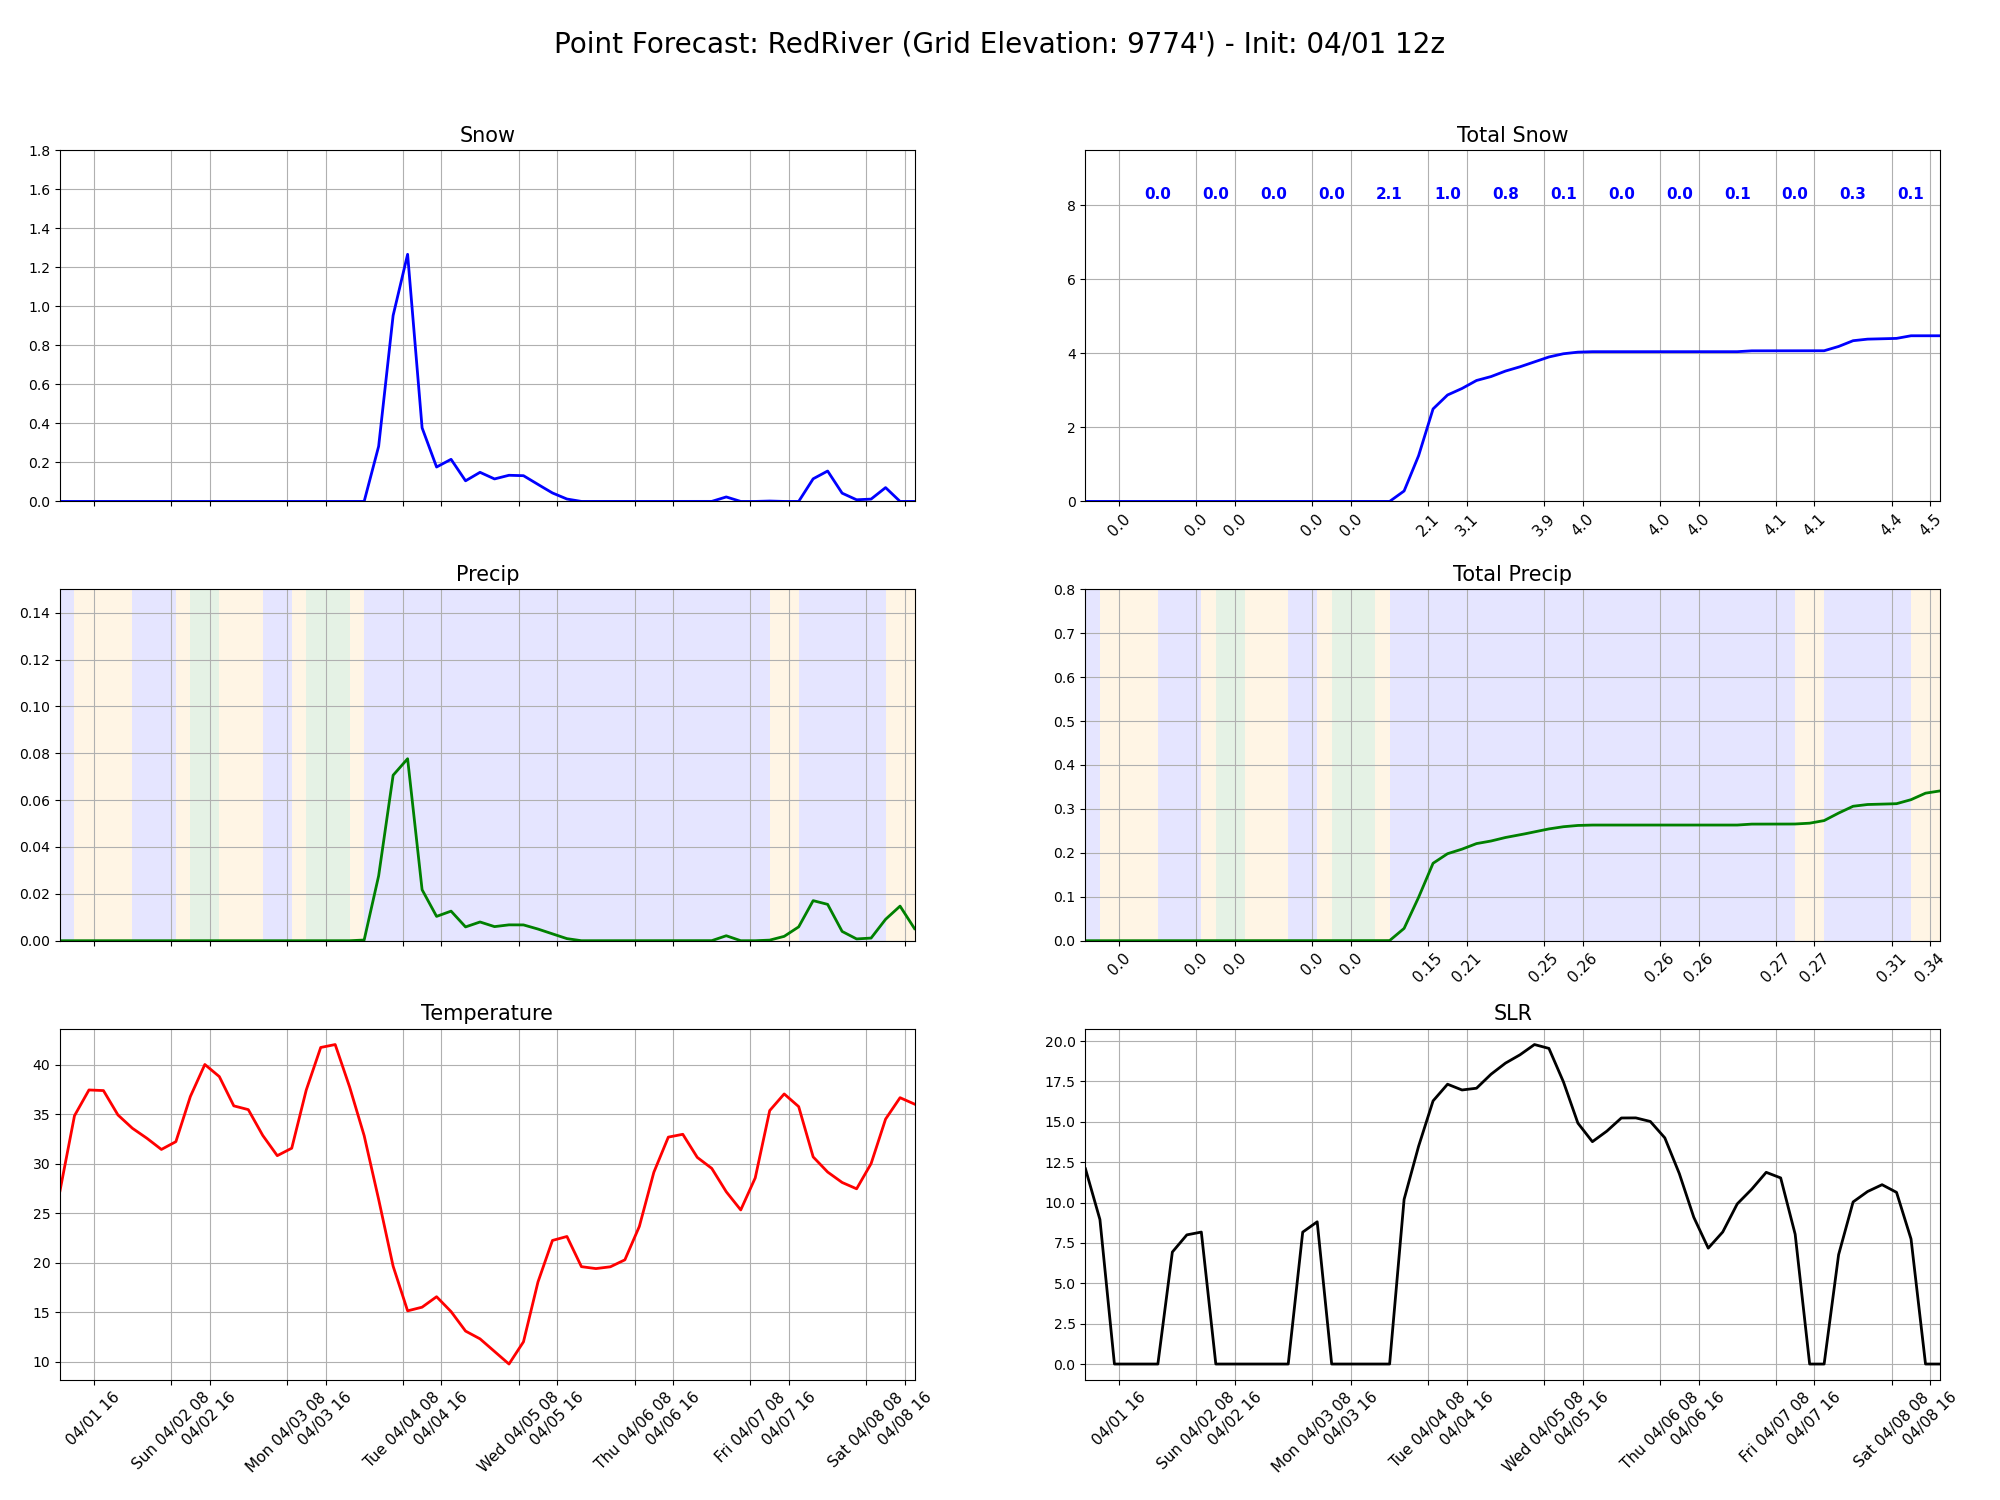 Point Forecast: RedRiver (Grid Elevation: 9774') - Init: 04/01 12z
Snow
1.8
1.6
1.4
1.2
1.0
0.8
0.6
0.4
0.2
0.0
Total Snow
0.0 0.0 0.0 0.0 2.1 1.0 0.8 0.1 0.0 0.0 0.1 0.0 0.3 0.1
8
6
4
2
0
0.0 0.0 0.0 0.0 0.0 2.1 3.1 3.9 4.0 4.0 4.0 4.1 4.1 4.4 4.5
Precip
0.14
0.12
0.10
0.08
0.06
0.04
0.02
0.00
Total Precip
0.8
0.7
0.6
0.5
0.4
0.3
0.2
0.1
0.0
0.0 0.0 0.0 0.0 0.0 0.15 0.21 0.25 0.26 0.26 0.26 0.27 0.27 0.31 0.34
Temperature
40
35
30
25
20
15
10
04/01 16
Sun 04/02 08
04/02 16
Mon 04/03 08
04/03 16
Tue 04/04 08
04/04 16
Wed 04/05 08
04/05 16
Thu 04/06 08
04/06 16
Fri 04/07 08
04/07 16
Sat 04/08 08
04/08 16
SLR
20.0
17.5
15.0
12.5
10.0
7.5
5.0
2.5
0.0
04/01 16
Sun 04/02 08
04/02 16
Mon 04/03 08
04/03 16
Tue 04/04 08
04/04 16
Wed 04/05 08
04/05 16
Thu 04/06 08
04/06 16
Fri 04/07 08
04/07 16
Sat 04/08 08
04/08 16